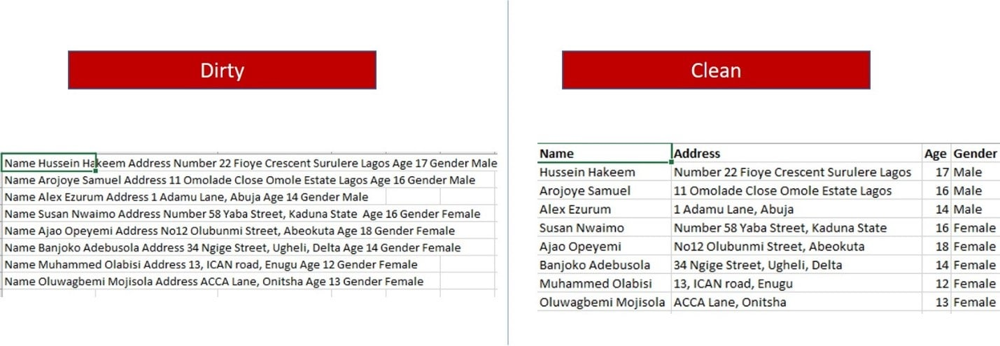 Dirty
Name Hussein Hakeem Address Number 22 Fioye Crescent Surulere Lagos Age 17 Gender Male
Name Arojoye Samuel Address 11 Omolade Close Omole Estate Lagos Age 16 Gender Male
Name Alex Ezurum Address 1 Adamu Lane, Abuja Age 14 Gender Male
Name Susan Nwaimo Address Number 58 Yaba Street, Kaduna State  Age 16 Gender Female
Name Ajao Opeyemi Address No12 Olubunmi Street, Abeokuta Age 18 Gender Female
Name Banjoko Adebusola Address 34 Ngige Street, Ugheli, Delta Age 14 Gender Female
Name Muhammed Olabisi Address 13, ICAN road, Enugu Age 12 Gender Female
Name Oluwagbemi Mojisola Address ACCA Lane, Onitsha Age 13 Gender Female
Clean
Name Address Age Gender
Hussein Hakeem Number 22 Fioye Crescent Surulere Lagos 17 Male
Arojoye Samuel 11 Omolade Close Omole Estate Lagos 16 Male
Alex Ezurum 1 Adamu Lane, Abuja 14 Male
Susan Nwaimo Number 58 Yaba Street, Kaduna State 16 Female
Ajao Opeyemi No12 Olubunmi Street, Abeokuta 18 Female
Banjoko Adebusola 34 Ngige Street, Ugheli, Delta 14 Female
Muhammed Olabisi 13, ICAN road, Enugu 12 Female
Oluwagbemi Mojisola ACCA Lane, Onitsha 13 Female